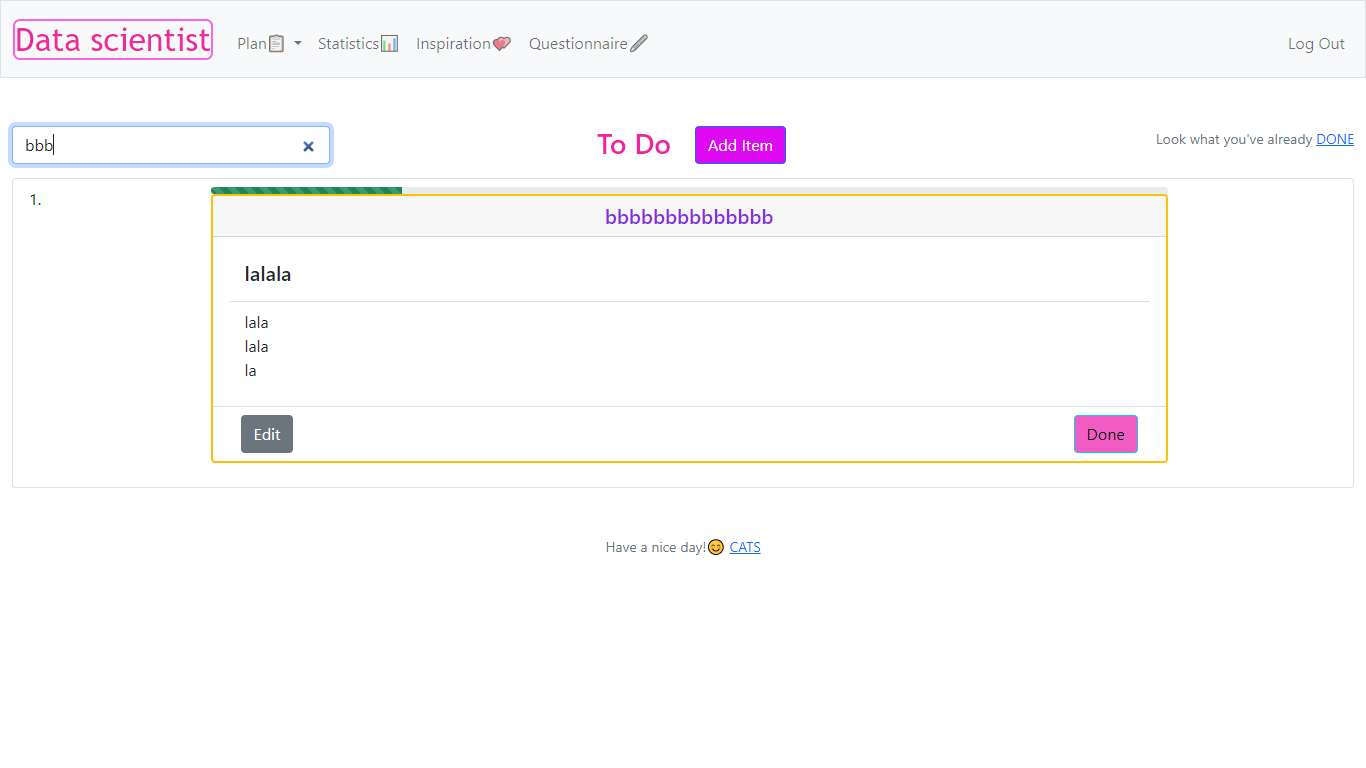 Data scientist Plan📋 Statistics📊 Inspiration💞 Questionnaire🖊 Log Out
bbb To Do Add Item Look what you've already DONE
1.
bbbbbbbbbbbbbb
lalala
lala
lala
la
Edit Done
Have a nice day!😊 CATS